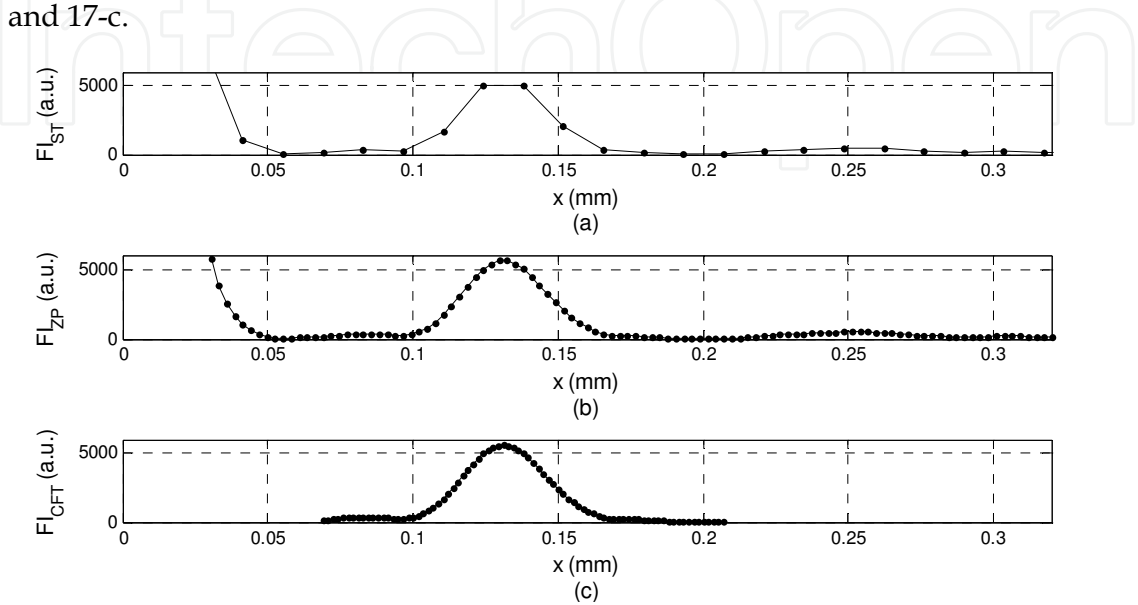 and 17-c.
IntechOpen
FI_ST (a.u.)
5000
0
0 0.05 0.1 0.15 0.2 0.25 0.3
x (mm)
(a)
FI_ZP (a.u.)
5000
0
0 0.05 0.1 0.15 0.2 0.25 0.3
x (mm)
(b)
FI_CFT (a.u.)
5000
0
0 0.05 0.1 0.15 0.2 0.25 0.3
x (mm)
(c)